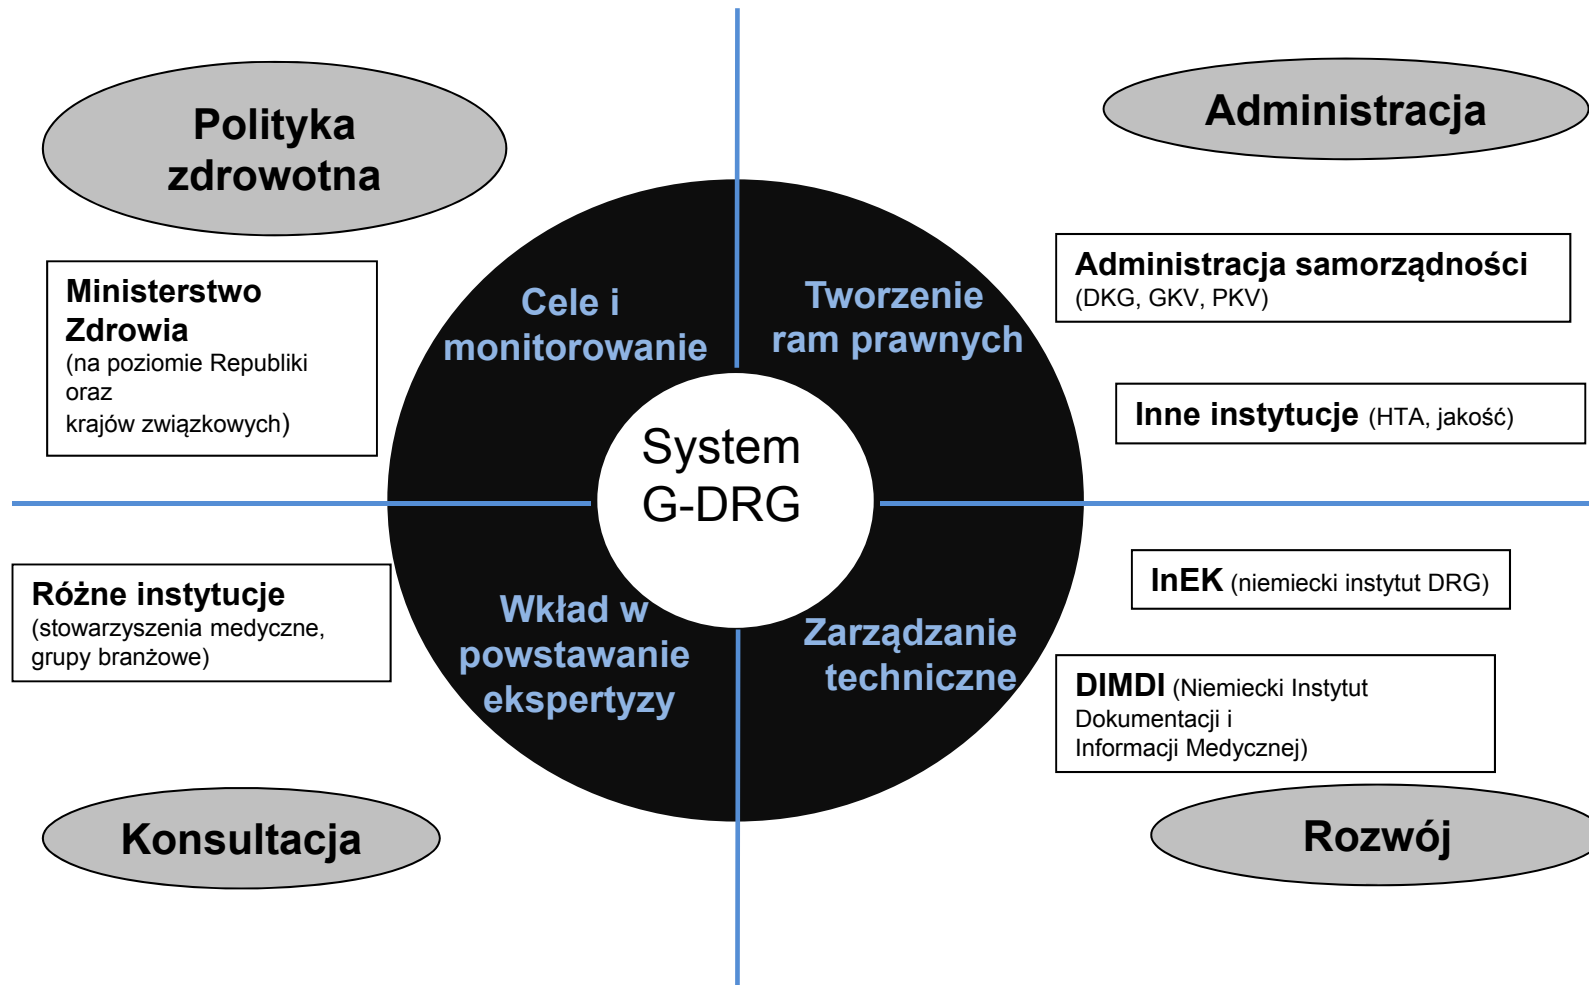 Polityka
zdrowotna
Administracja
Ministerstwo
Zdrowia
(na poziomie Republiki
oraz
krajów związkowych)
Cele i
monitorowanie
Tworzenie
ram prawnych
Administracja samorządności
(DKG, GKV, PKV)
Inne instytucje (HTA, jakość)
System
G-DRG
Różne instytucje
(stowarzyszenia medyczne,
grupy branżowe)
Wkład w
powstawanie
ekspertyzy
Zarządzanie
techniczne
InEK (niemiecki instytut DRG)
DIMDI (Niemiecki Instytut
Dokumentacji i
Informacji Medycznej)
Konsultacja
Rozwój